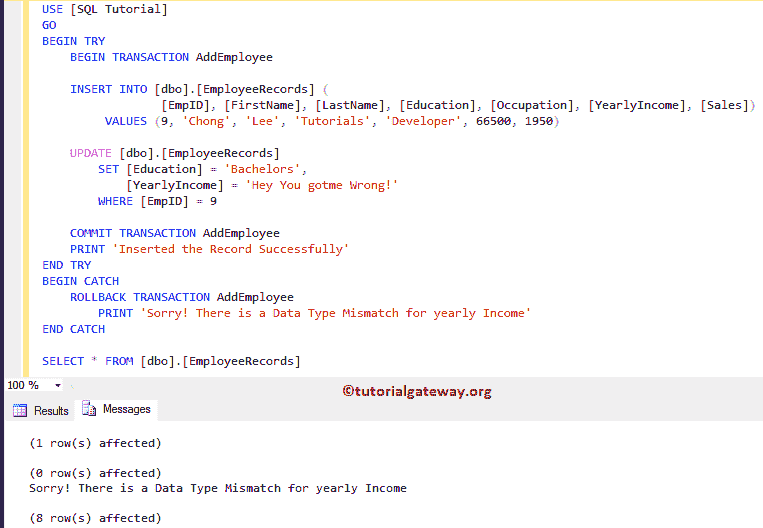 USE [SQL Tutorial]
GO
BEGIN TRY
BEGIN TRANSACTION AddEmployee
INSERT INTO [dbo].[EmployeeRecords] (
[EmpID], [FirstName], [LastName], [Education], [Occupation], [YearlyIncome], [Sales])
VALUES (9, 'Chong', 'Lee', 'Tutorials', 'Developer', 66500, 1950)
UPDATE [dbo].[EmployeeRecords]
SET [Education] = 'Bachelors',
[YearlyIncome] = 'Hey You gotme Wrong!'
WHERE [EmpID] = 9
COMMIT TRANSACTION AddEmployee
PRINT 'Inserted the Record Successfully'
END TRY
BEGIN CATCH
ROLLBACK TRANSACTION AddEmployee
PRINT 'Sorry! There is a Data Type Mismatch for yearly Income'
END CATCH
SELECT * FROM [dbo].[EmployeeRecords]
100 %
©tutorialgateway.org
Results Messages
(1 row(s) affected)
(0 row(s) affected)
Sorry! There is a Data Type Mismatch for yearly Income
(8 row(s) affected)